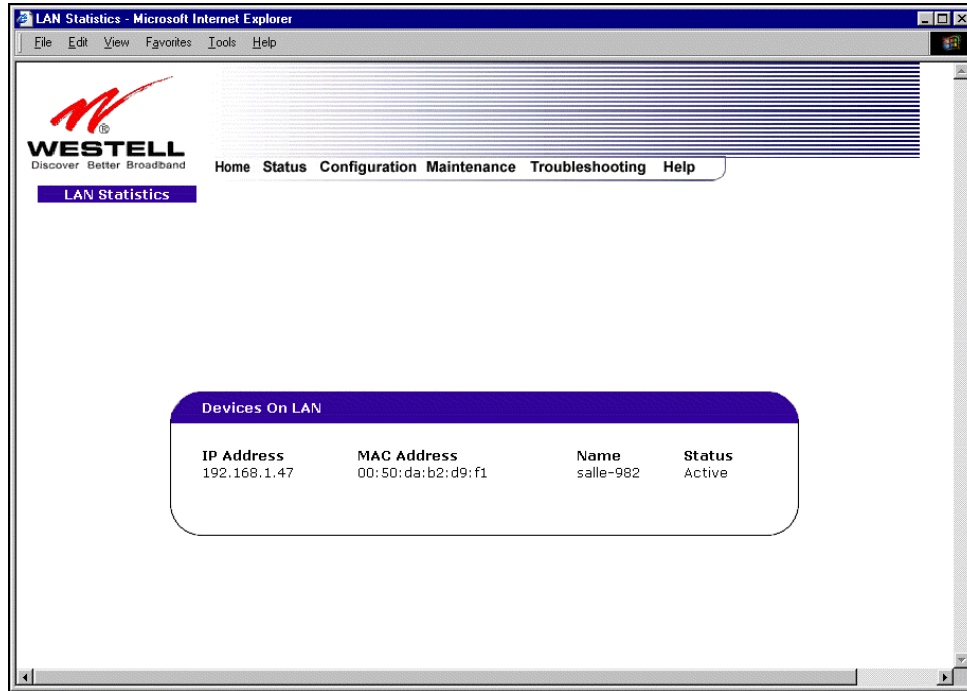 LAN Statistics - Microsoft Internet Explorer
File Edit View Favorites Tools Help
®
WESTELL
Discover Better Broadband
Home Status Configuration Maintenance Troubleshooting Help
LAN Statistics
Devices On LAN
IP Address MAC Address Name Status
192.168.1.47 00:50:da:b2:d9:f1 salle-982 Active